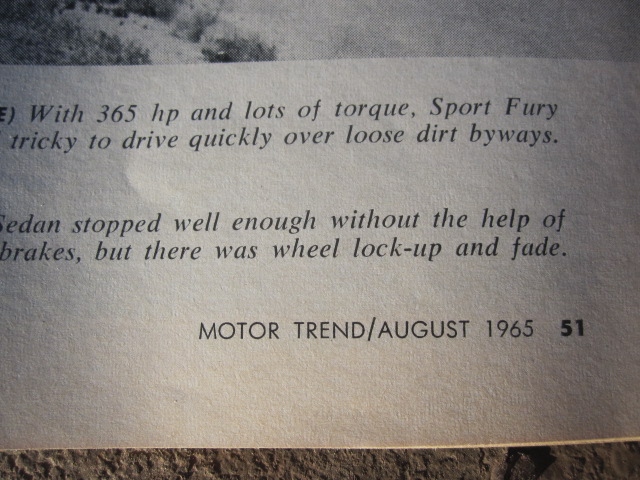 E) With 365 hp and lots of torque, Sport Fury
tricky to drive quickly over loose dirt byways.
Sedan stopped well enough without the help of
brakes, but there was wheel lock-up and fade.
MOTOR TREND/AUGUST 1965 51